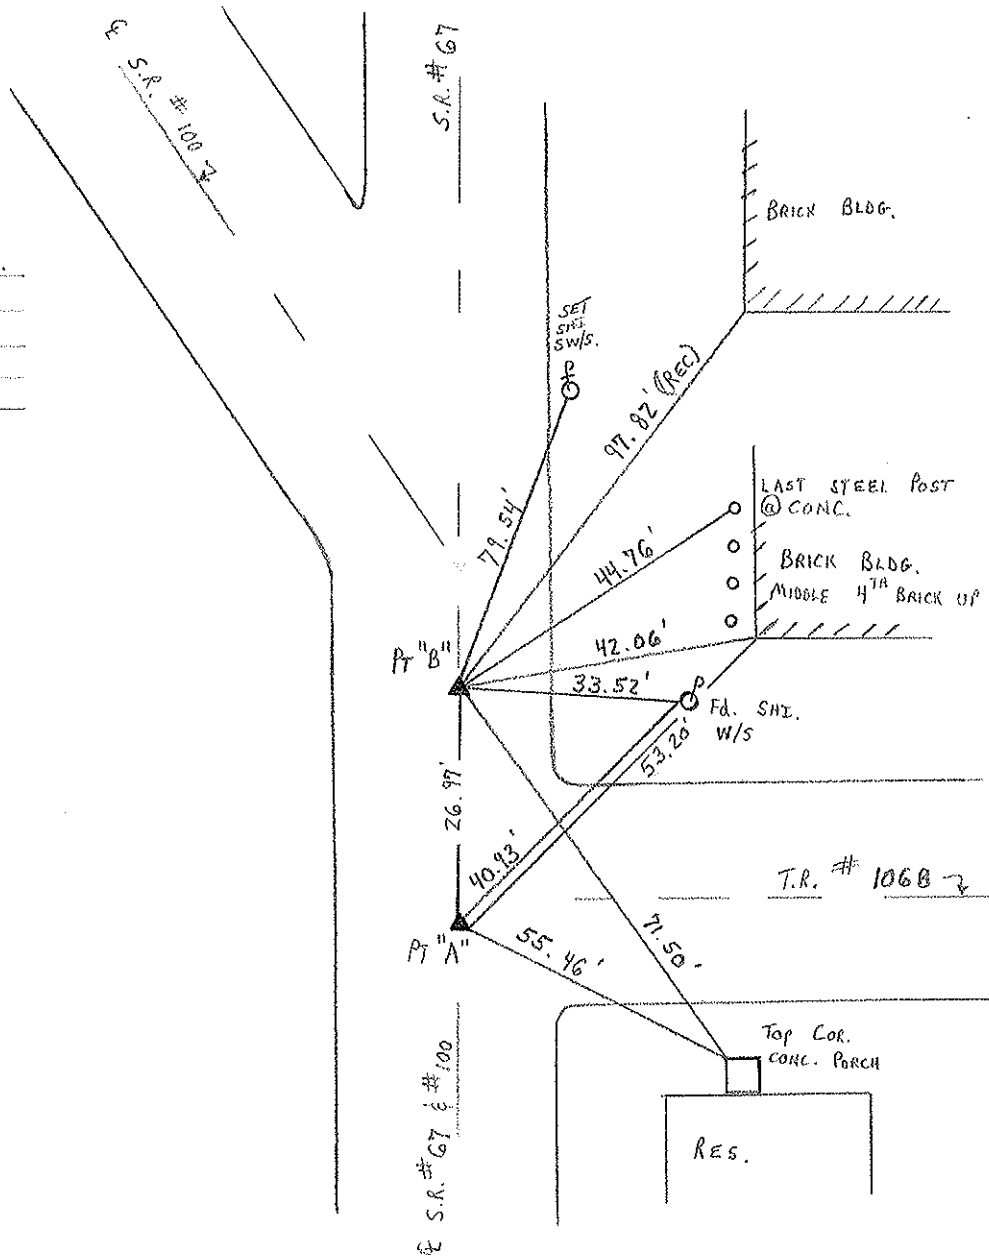 ℄ S.R. # 100
S.R. # 67
BRICK BLDG.
SET
SHI
SW/S.
97.82' (REC)
79.54'
LAST STEEL POST
@ CONC.
44.76'
BRICK BLDG.
MIDDLE 4TH BRICK UP
42.06'
PT "B"
33.52'
Fd. SHI.
W/S
53.20'
26.97'
40.93'
T.R. # 106B
PT "A"
55.46'
71.50'
Top COR.
CONC. PORCH
RES.
℄ S.R. # 67 & # 100